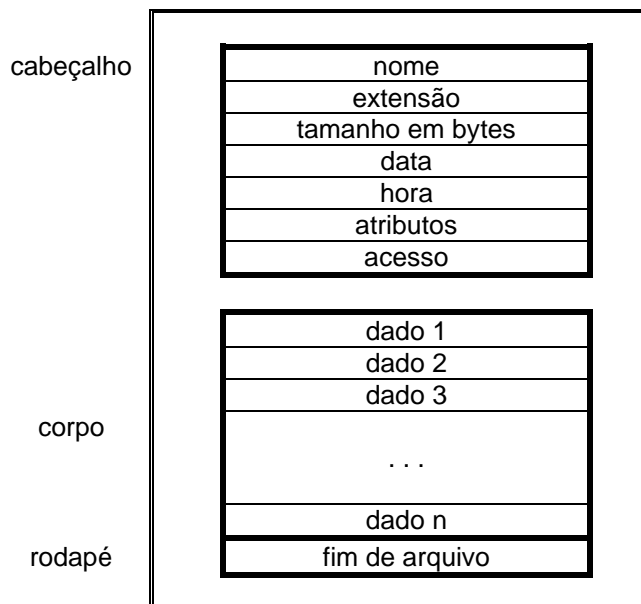 cabeçalho
nome
extensão
tamanho em bytes
data
hora
atributos
acesso
dado 1
dado 2
dado 3
corpo
. . .
dado n
rodapé
fim de arquivo